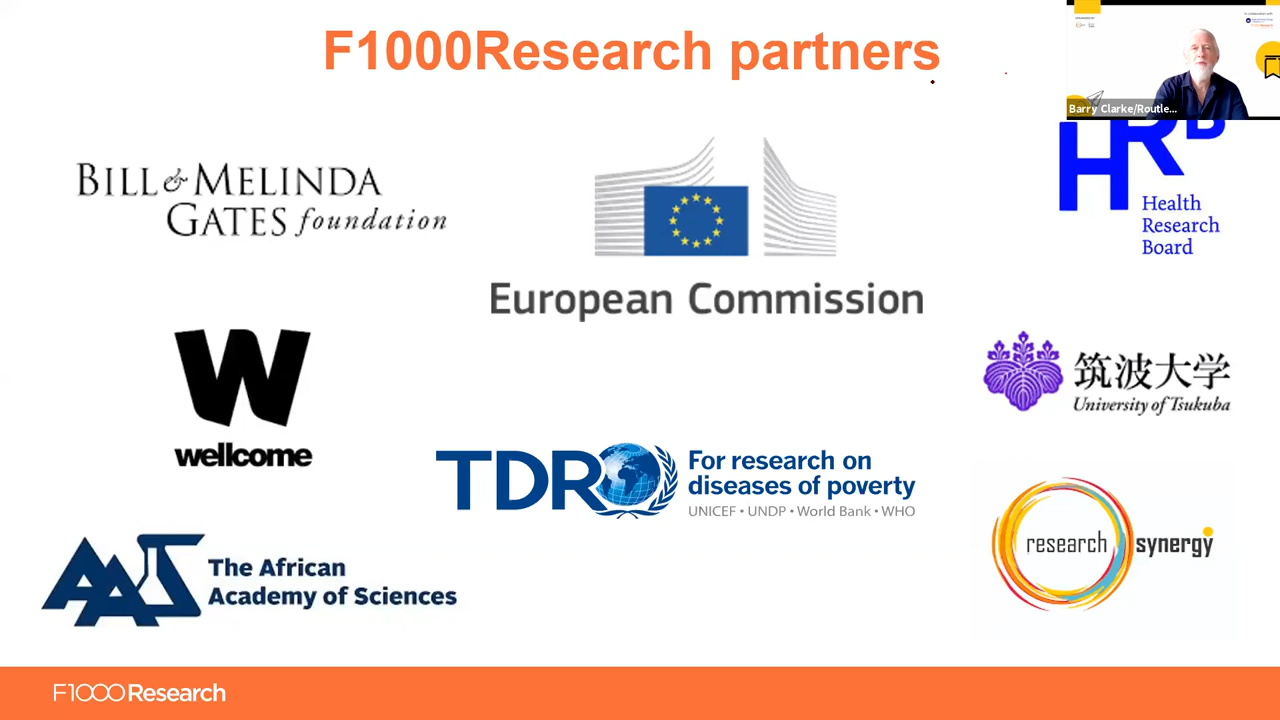 F1000Research partners
Barry Clarke/Routle...
BILL & MELINDA
GATES foundation
European Commission
HRB
Health
Research
Board
wellcome
筑波大学
University of Tsukuba
TDR
For research on
diseases of poverty
UNICEF • UNDP • World Bank • WHO
research synergy
AAS
The African
Academy of Sciences
F1000Research